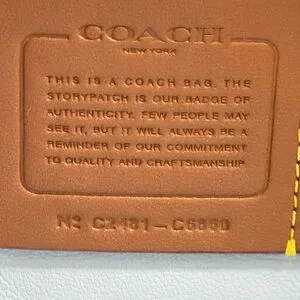 COACH
NEW YORK
THIS IS A COACH BAG. THE
STORYPATCH IS OUR BADGE OF
AUTHENTICITY. FEW PEOPLE MAY
SEE IT, BUT IT WILL ALWAYS BE A
REMINDER OF OUR COMMITMENT
TO QUALITY AND CRAFTSMANSHIP
Nº C2481-C6880